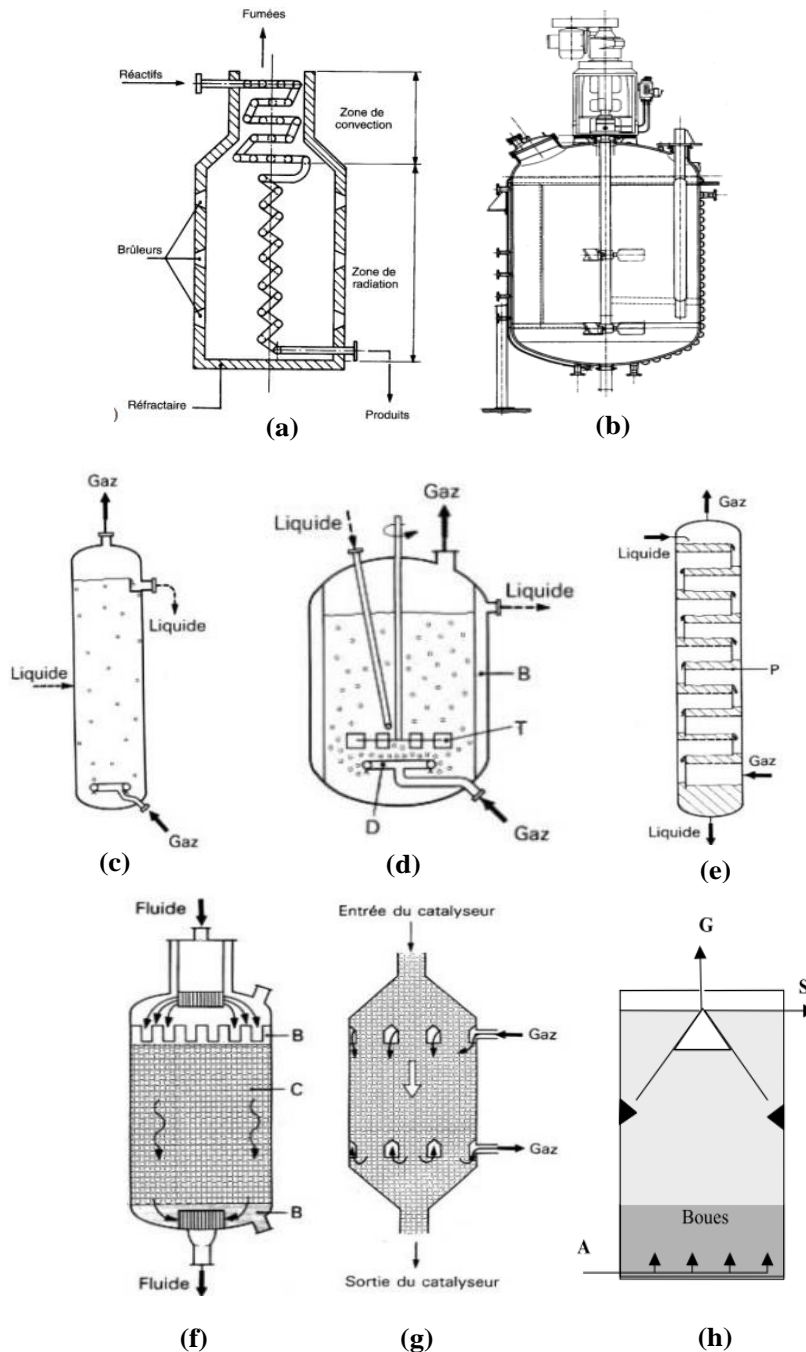 Fumées
Réactifs
Zone de
convection
Brûleurs
Zone de
radiation
Réfractaire
Produits
)
(a)
(b)
Gaz
Liquide
Liquide
Gaz
(c)
Gaz
Liquide
Liquide
B
T
D
Gaz
(d)
Gaz
Liquide
P
Gaz
Liquide
(e)
Fluide
B
C
B
Fluide
(f)
Entrée du catalyseur
Gaz
Gaz
Sortie du catalyseur
(g)
G
S
Boues
A
(h)